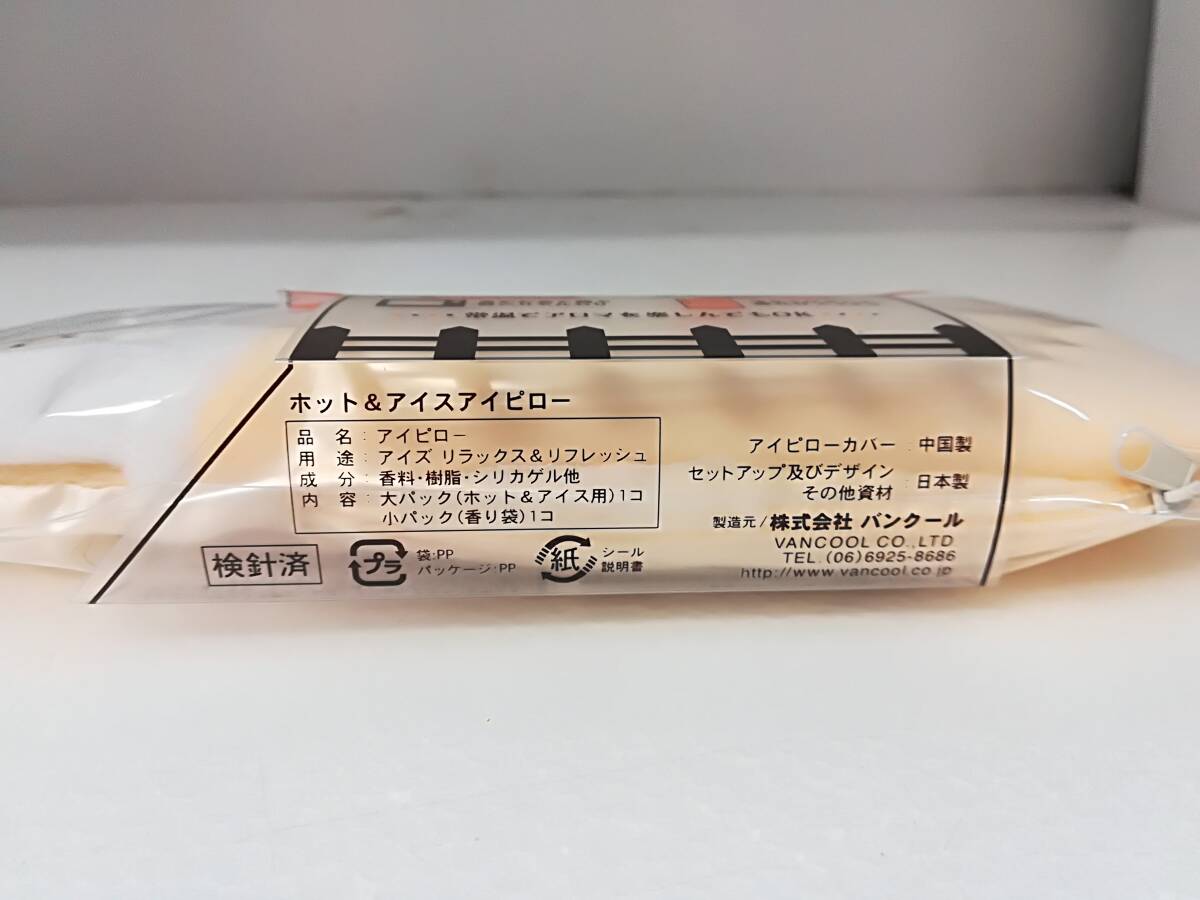 ホット&アイスアイピロー
品 名 : アイピロー
用 途 : アイズ リラックス&リフレッシュ
成 分 : 香料・樹脂・シリカゲル他
内 容 : 大パック(ホット&アイス用)1コ
小パック(香り袋)1コ
検針済
プラ
袋:PP
パッケージ:PP
紙
シール
説明書
アイピローカバー : 中国製
セットアップ及びデザイン
その他資材 : 日本製
製造元/株式会社 バンクール
VANCOOL CO.,LTD
TEL.(06)6925-8686
http://www.vancool.co.jp